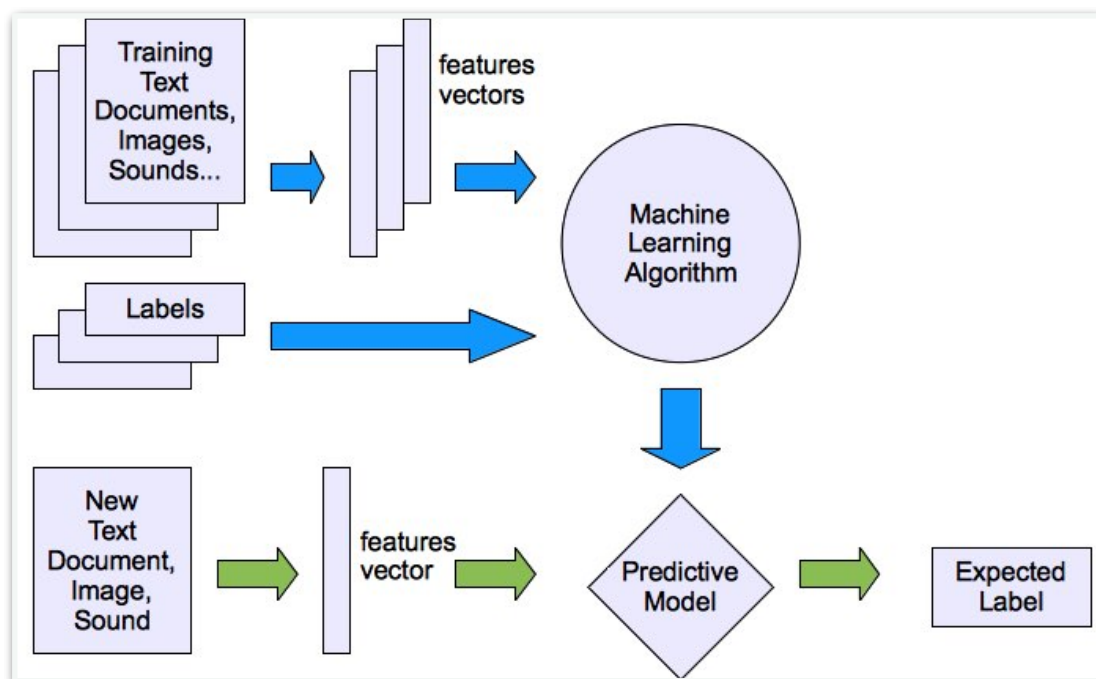 Training
Text
Documents,
Images,
Sounds...
features
vectors
Machine
Learning
Algorithm
Labels
New
Text
Document,
Image,
Sound
features
vector
Predictive
Model
Expected
Label